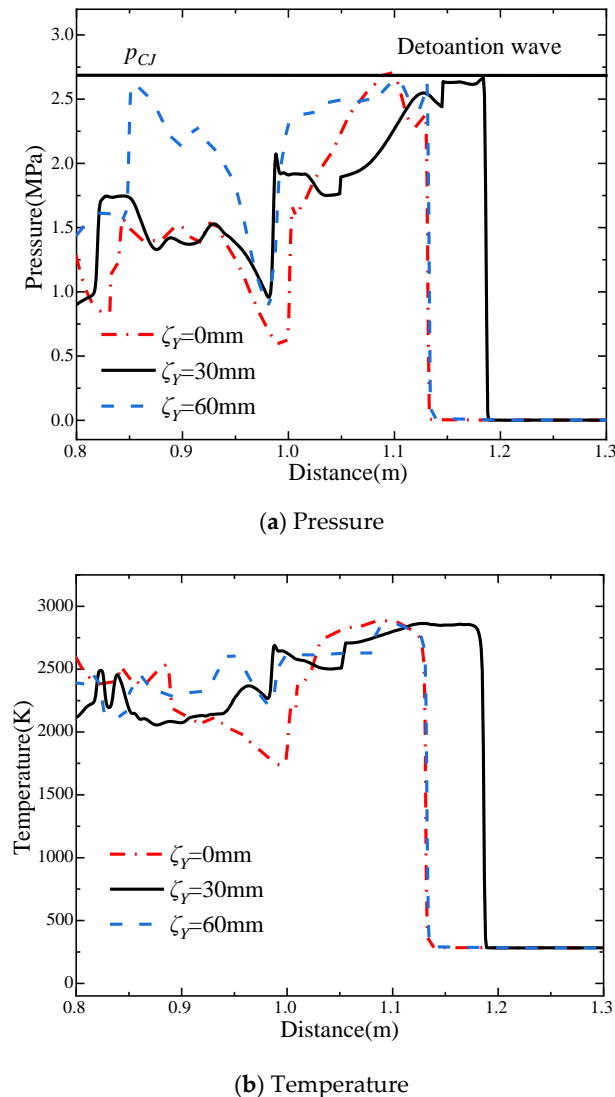 3.0
p_CJ Detoantion wave
2.5
2.0
1.5
1.0
ζ_Y=0mm
ζ_Y=30mm
0.5
ζ_Y=60mm
0.0
Pressure(MPa)
0.8 0.9 1.0 1.1 1.2 1.3
Distance(m)
(a) Pressure
3000
2500
2000
1500
1000
ζ_Y=0mm
ζ_Y=30mm
500
ζ_Y=60mm
0
Temperature(K)
0.8 0.9 1.0 1.1 1.2 1.3
Distance(m)
(b) Temperature